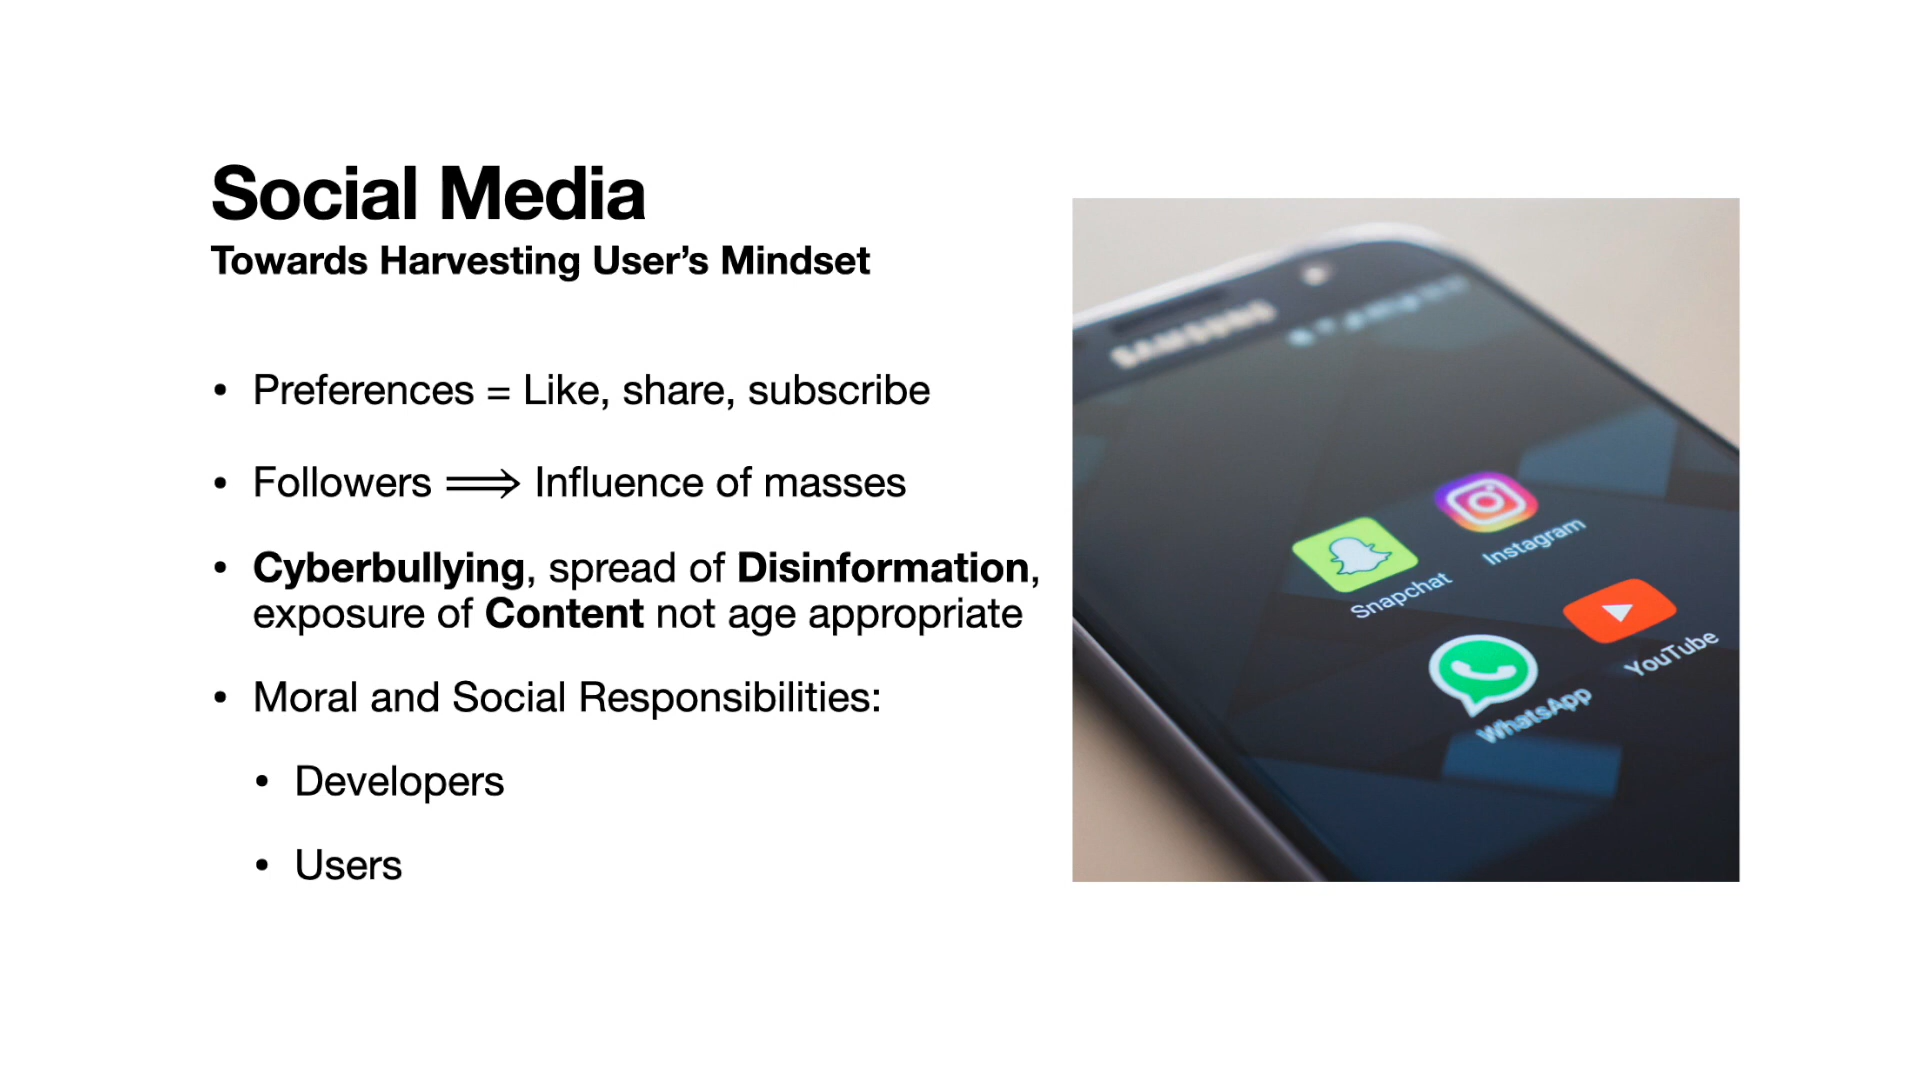 Social Media
Towards Harvesting User’s Mindset
• Preferences = Like, share, subscribe
• Followers ⟹ Influence of masses
• Cyberbullying, spread of Disinformation,
exposure of Content not age appropriate
• Moral and Social Responsibilities:
• Developers
• Users
SAMSUNG
Instagram
Snapchat
YouTube
WhatsApp